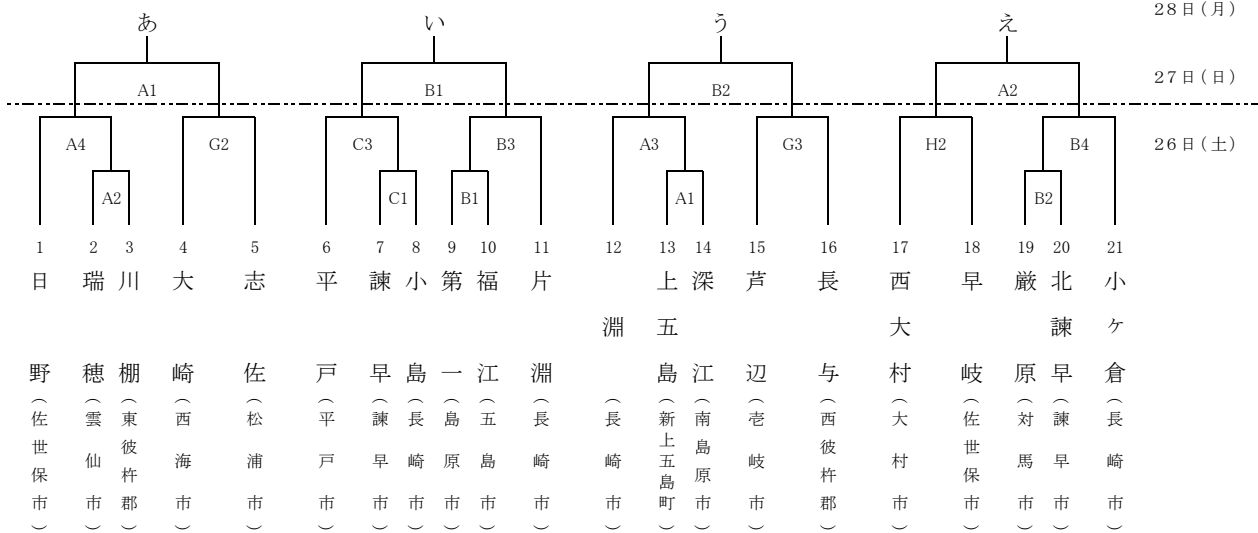 28日(月)
あ い う え
27日(日)
A1 B1 B2 A2
26日(土)
A4 G2 C3 B3 A3 G3 H2 B4
A2 C1 B1 A1 B2
1 2 3 4 5 6 7 8 9 10 11 12 13 14 15 16 17 18 19 20 21
日野(佐世保市)
瑞穂(雲仙市)
川棚(東彼杵郡)
大崎(西海市)
志佐(松浦市)
平戸(平戸市)
諫早(諫早市)
小島(長崎市)
第一(島原市)
福江(五島市)
片淵(長崎市)
淵(長崎市)
上五島(新上五島町)
深江(南島原市)
芦辺(壱岐市)
長与(西彼杵郡)
西大村(大村市)
早岐(佐世保市)
厳原(対馬市)
北諫早(諫早市)
小ケ倉(長崎市)